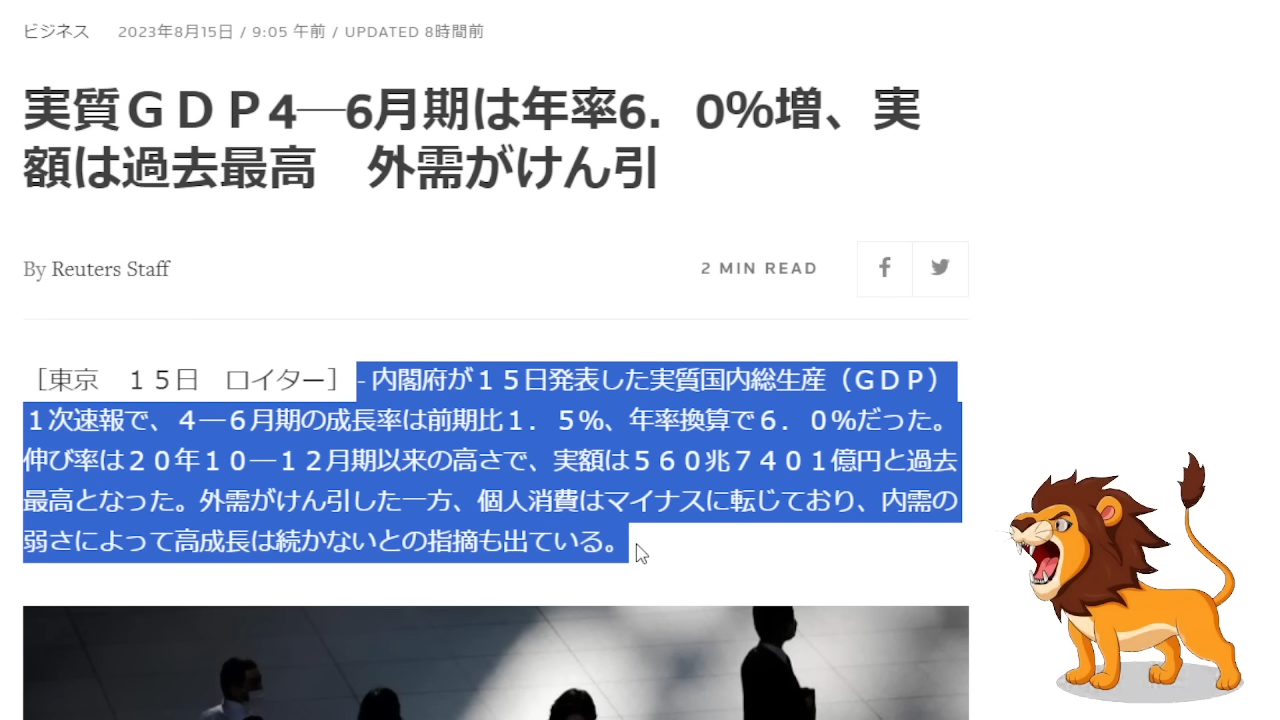 ビジネス 2023年8月15日 / 9:05 午前 / UPDATED 8時間前
実質ＧＤＰ4―6月期は年率6．0％増、実
額は過去最高　外需がけん引
By Reuters Staff
2 MIN READ
［東京　１５日　ロイター］ - 内閣府が１５日発表した実質国内総生産（ＧＤＰ）
１次速報で、４―６月期の成長率は前期比１．５％、年率換算で６．０％だった。
伸び率は２０年１０―１２月期以来の高さで、実額は５６０兆７４０１億円と過去
最高となった。外需がけん引した一方、個人消費はマイナスに転じており、内需の
弱さによって高成長は続かないとの指摘も出ている。